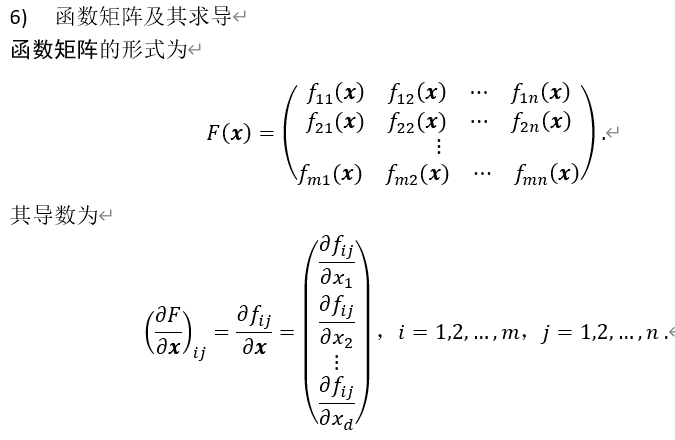 6) 函数矩阵及其求导↵
函数矩阵的形式为↵
F(x) = ( f₁₁(x) f₁₂(x) ⋯ f₁ₙ(x)
f₂₁(x) f₂₂(x) ⋯ f₂ₙ(x)
⋮
fₘ₁(x) fₘ₂(x) ⋯ fₘₙ(x) ) .↵
其导数为↵
(∂F/∂x)ᵢⱼ = ∂fᵢⱼ/∂x = ( ∂fᵢⱼ/∂x₁ ∂fᵢⱼ/∂x₂ ⋮ ∂fᵢⱼ/∂x_d ), i = 1,2, …, m, j = 1,2, …, n .↵